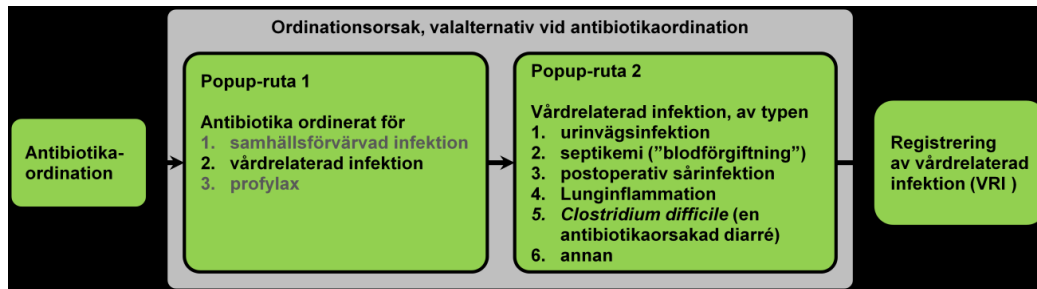 Ordinationsorsak, valalternativ vid antibiotikaordination
Antibiotika-
ordination
Popup-ruta 1
Antibiotika ordinerat för
1. samhällsförvärvad infektion
2. vårdrelaterad infektion
3. profylax
Popup-ruta 2
Vårdrelaterad infektion, av typen
1. urinvägsinfektion
2. septikemi (”blodförgiftning”)
3. postoperativ sårinfektion
4. Lunginflammation
5. Clostridium difficile (en
antibiotikaorsakad diarré)
6. annan
Registrering
av vårdrelaterad
infektion (VRI )